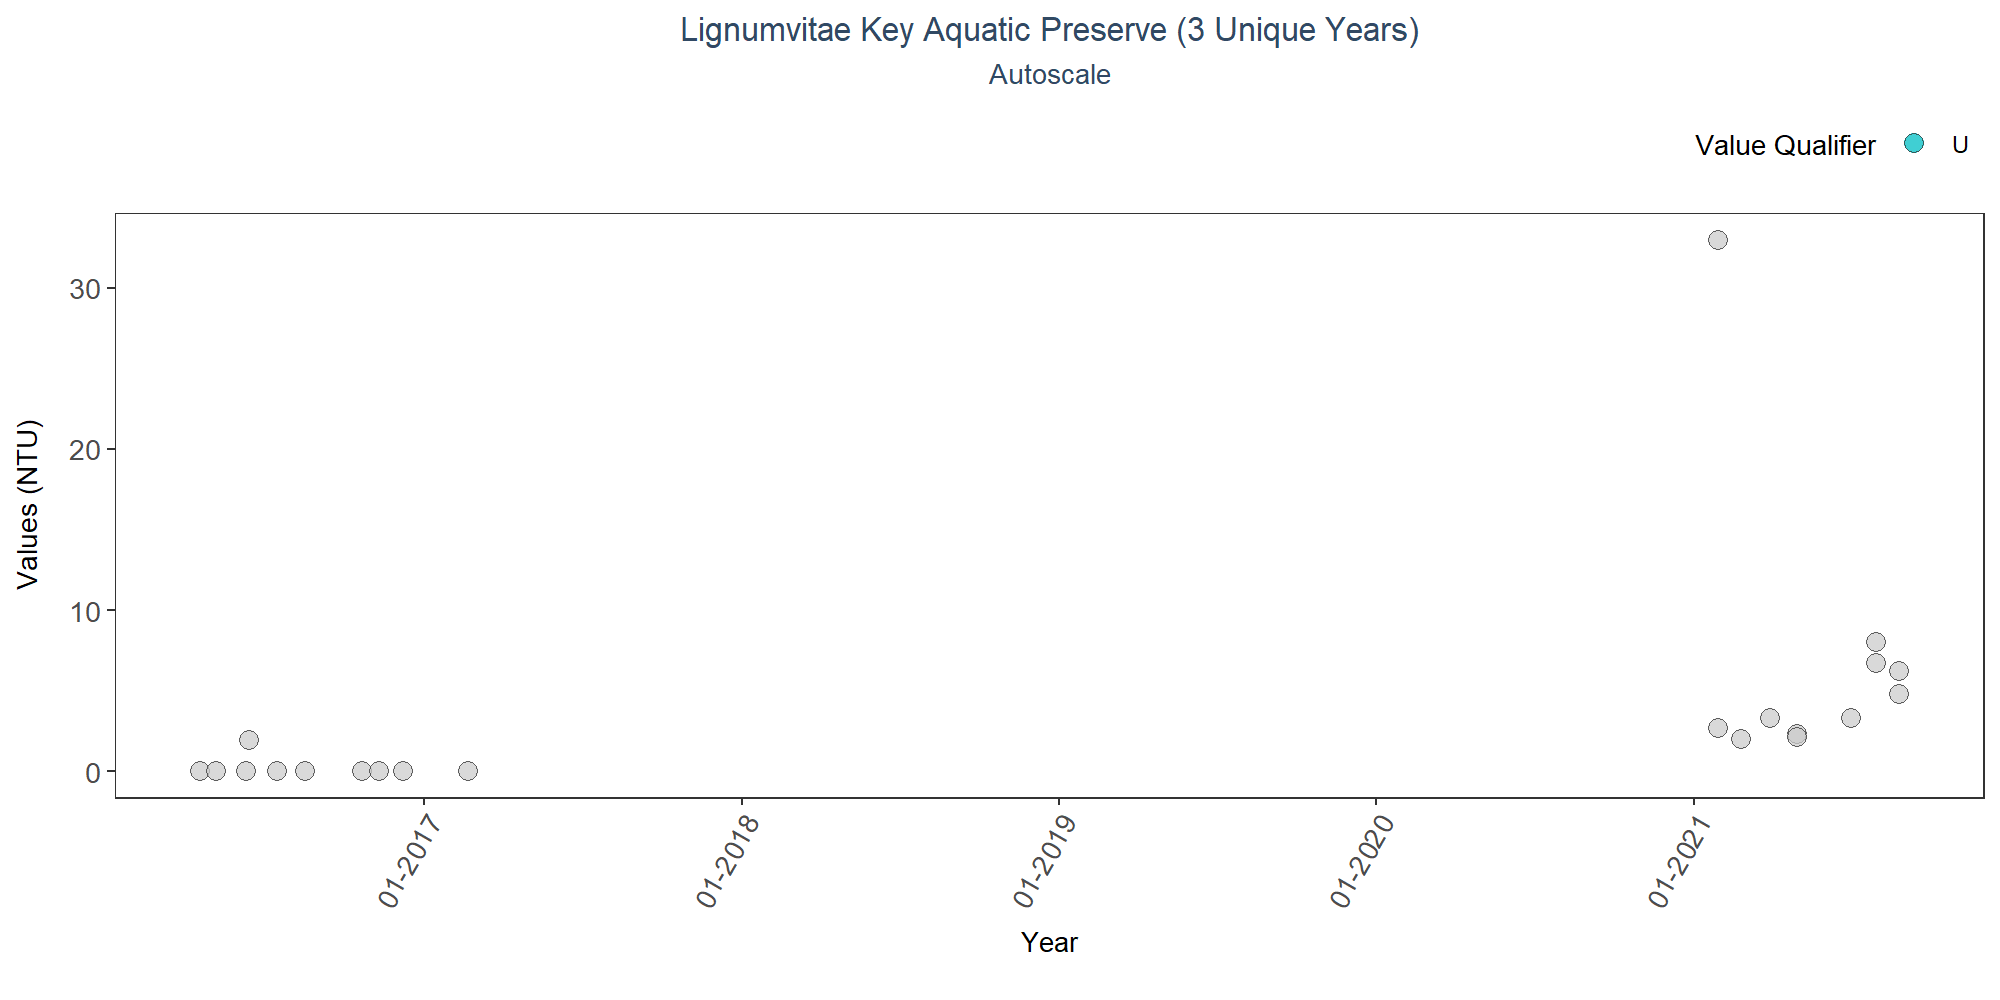 Lignumvitae Key Aquatic Preserve (3 Unique Years)
Autoscale
Value Qualifier U
Values (NTU)
30
20
10
0
01-2017
01-2018
01-2019
01-2020
01-2021
Year